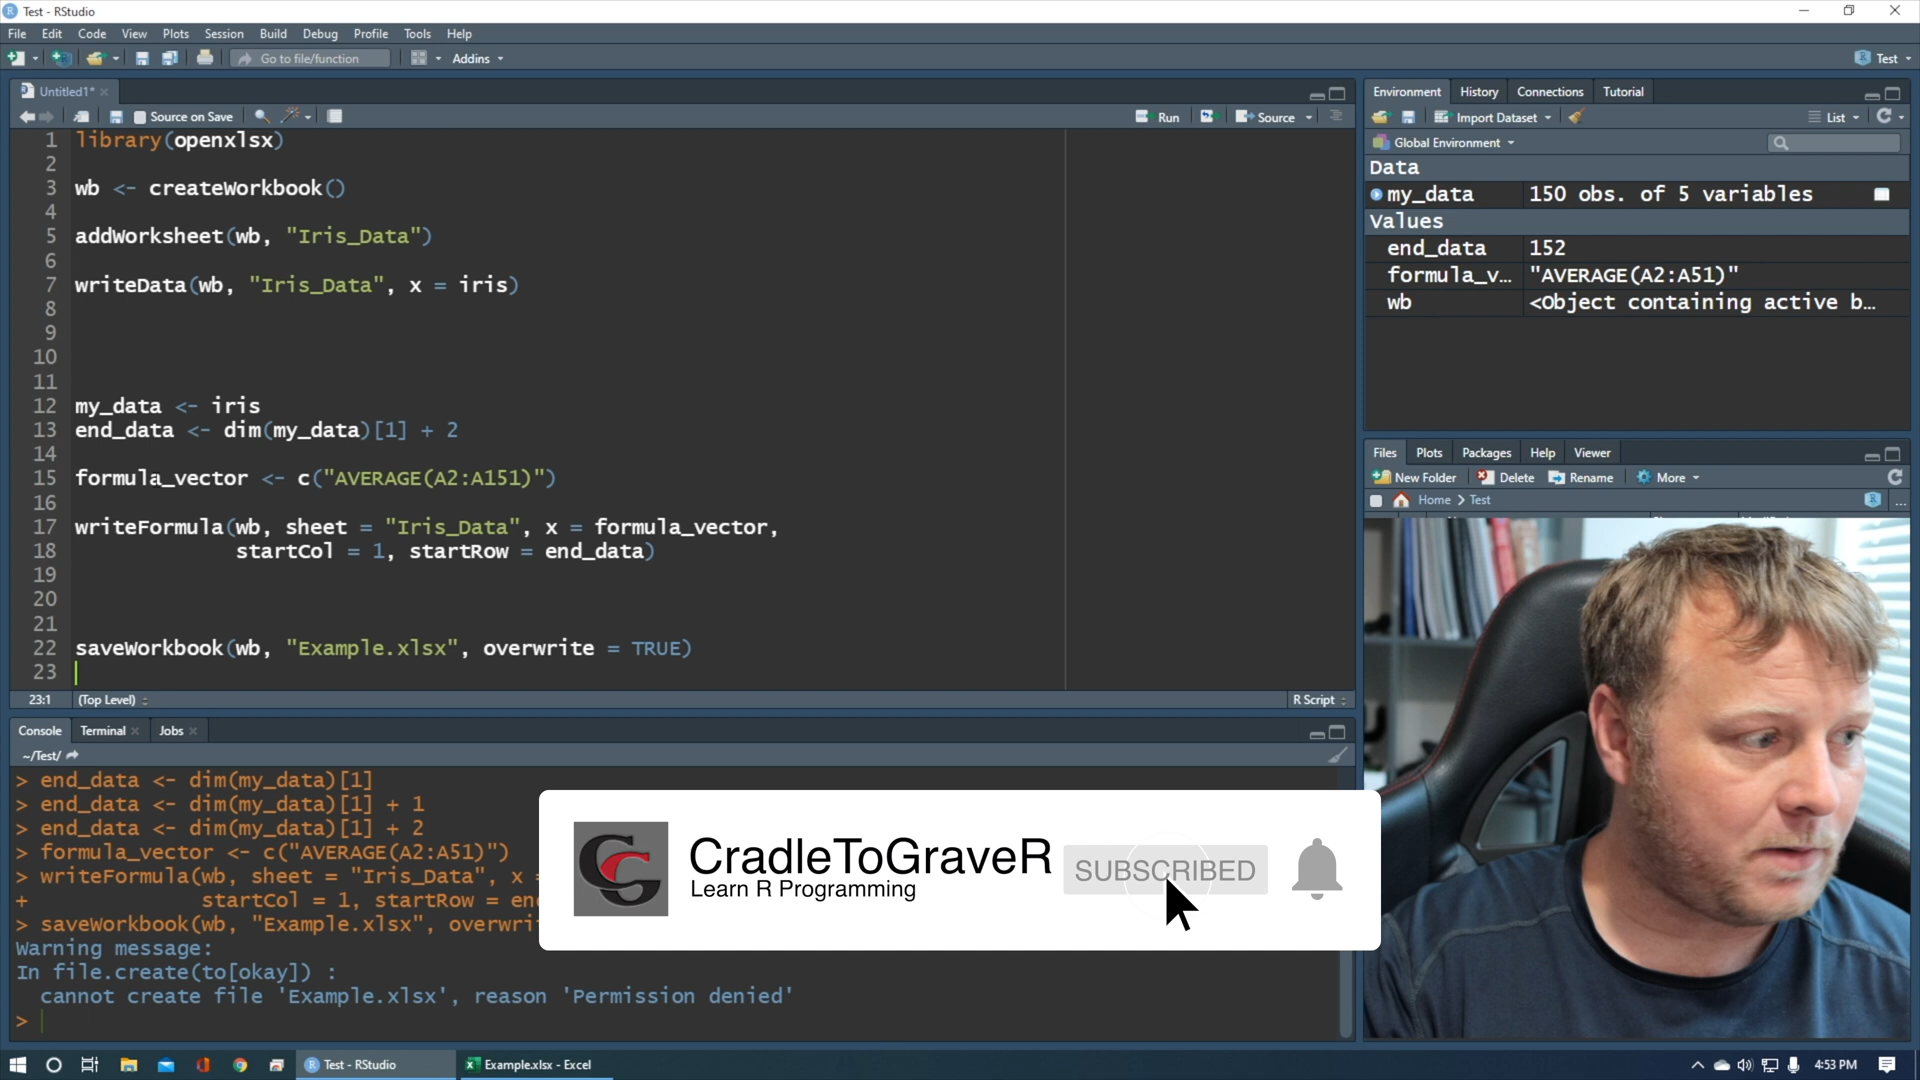 Test - RStudio
File Edit Code View Plots Session Build Debug Profile Tools Help
Go to file/function Addins Test
Untitled1*
Source on Save Run Source
1 library(openxlsx)
2
3 wb <- createWorkbook()
4
5 addWorksheet(wb, "Iris_Data")
6
7 writeData(wb, "Iris_Data", x = iris)
8
9
10
11
12 my_data <- iris
13 end_data <- dim(my_data)[1] + 2
14
15 formula_vector <- c("AVERAGE(A2:A151)")
16
17 writeFormula(wb, sheet = "Iris_Data", x = formula_vector,
18 startCol = 1, startRow = end_data)
19
20
21
22 saveWorkbook(wb, "Example.xlsx", overwrite = TRUE)
23
23:1 (Top Level) R Script
Console Terminal Jobs
~/Test/
> end_data <- dim(my_data)[1]
> end_data <- dim(my_data)[1] + 1
> end_data <- dim(my_data)[1] + 2
> formula_vector <- c("AVERAGE(A2:A51)")
> writeFormula(wb, sheet = "Iris_Data", x =
+ startCol = 1, startRow =
> saveWorkbook(wb, "Example.xlsx",
Warning message:
In file.create(to[okay]) :
cannot create file 'Example.xlsx', reason 'Permission denied'
>
Environment History Connections Tutorial
Import Dataset List
Global Environment
Data
my_data 150 obs. of 5 variables
Values
end_data 152
formula_v... "AVERAGE(A2:A51)"
wb <Object containing active b...
Files Plots Packages Help Viewer
New Folder Delete Rename More
Home Test ...
CradleToGraveR
Learn R Programming
SUBSCRIBED
Test - RStudio Example.xlsx - Excel 4:53 PM